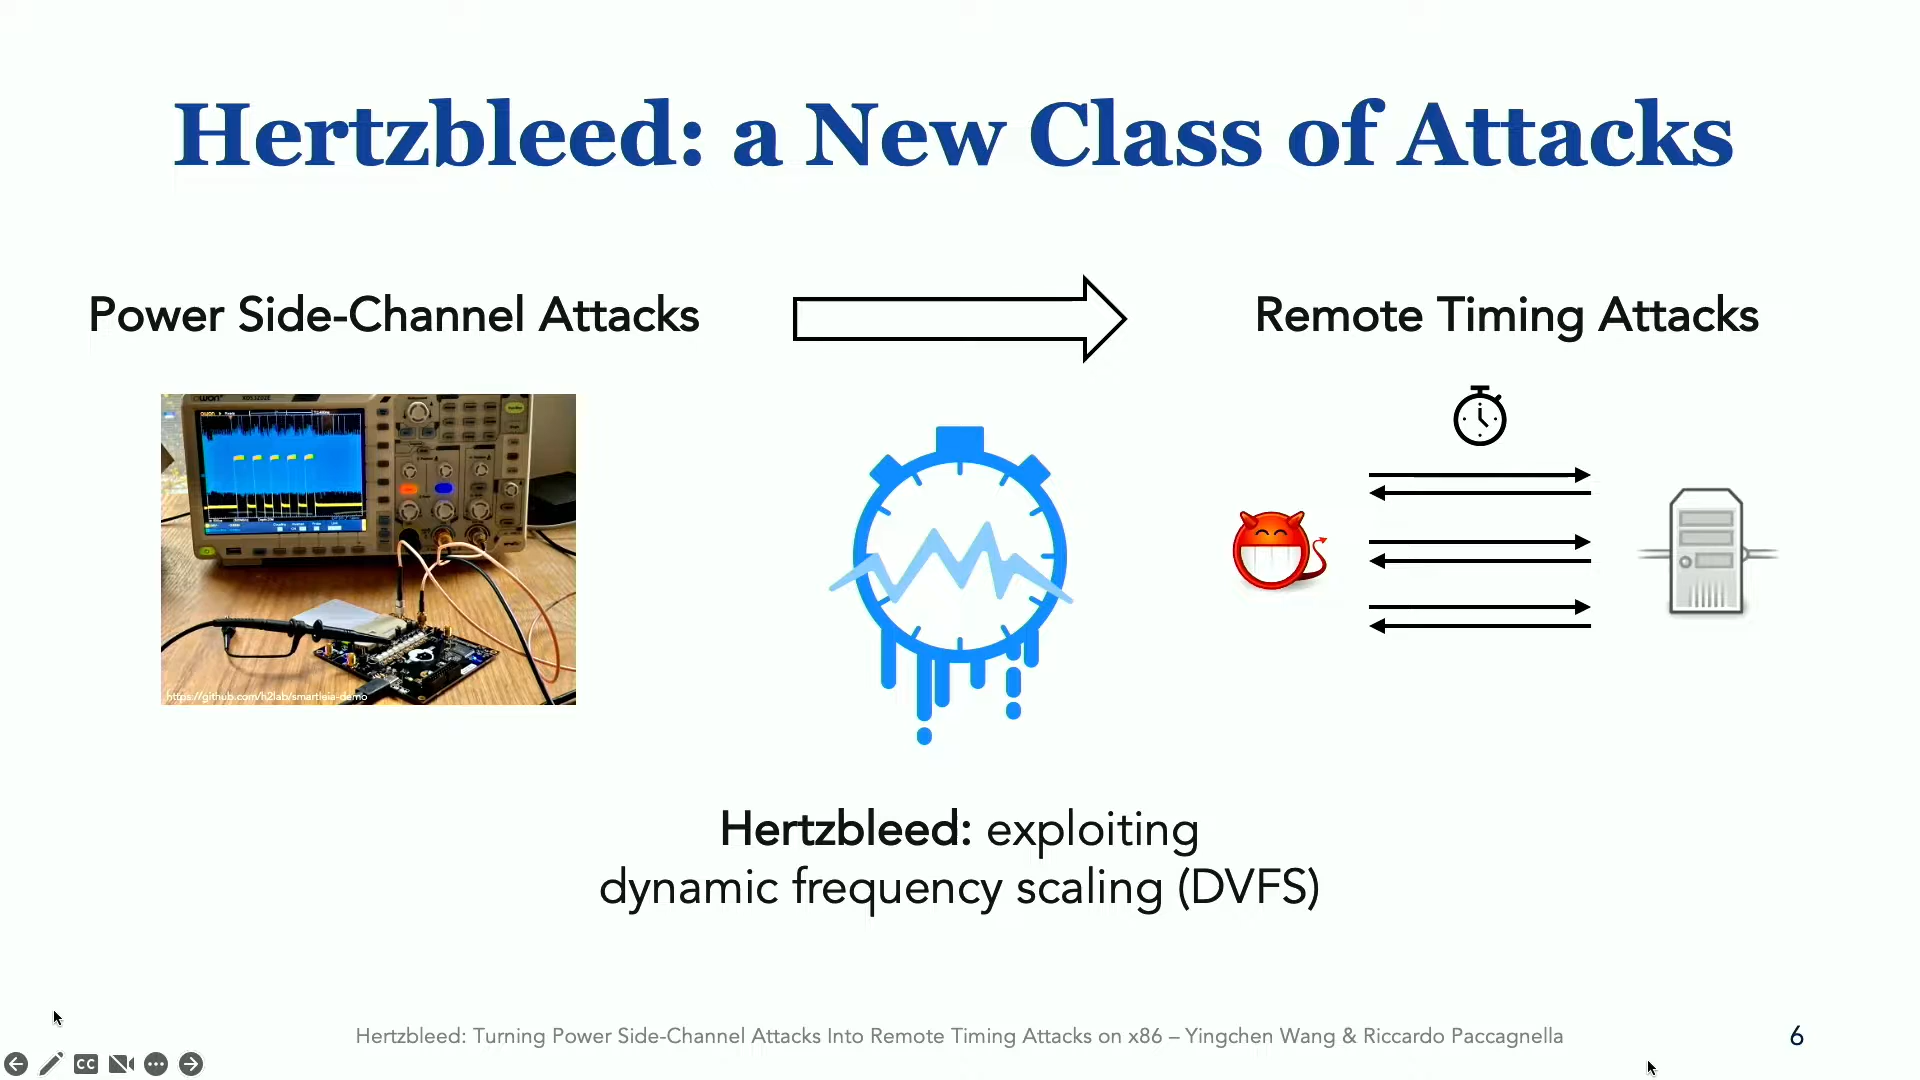 Hertzbleed: a New Class of Attacks
Power Side-Channel Attacks
Remote Timing Attacks
https://github.com/h2lab/smartleia-demo
Hertzbleed: exploiting
dynamic frequency scaling (DVFS)
Hertzbleed: Turning Power Side-Channel Attacks Into Remote Timing Attacks on x86 – Yingchen Wang & Riccardo Paccagnella
6
CC